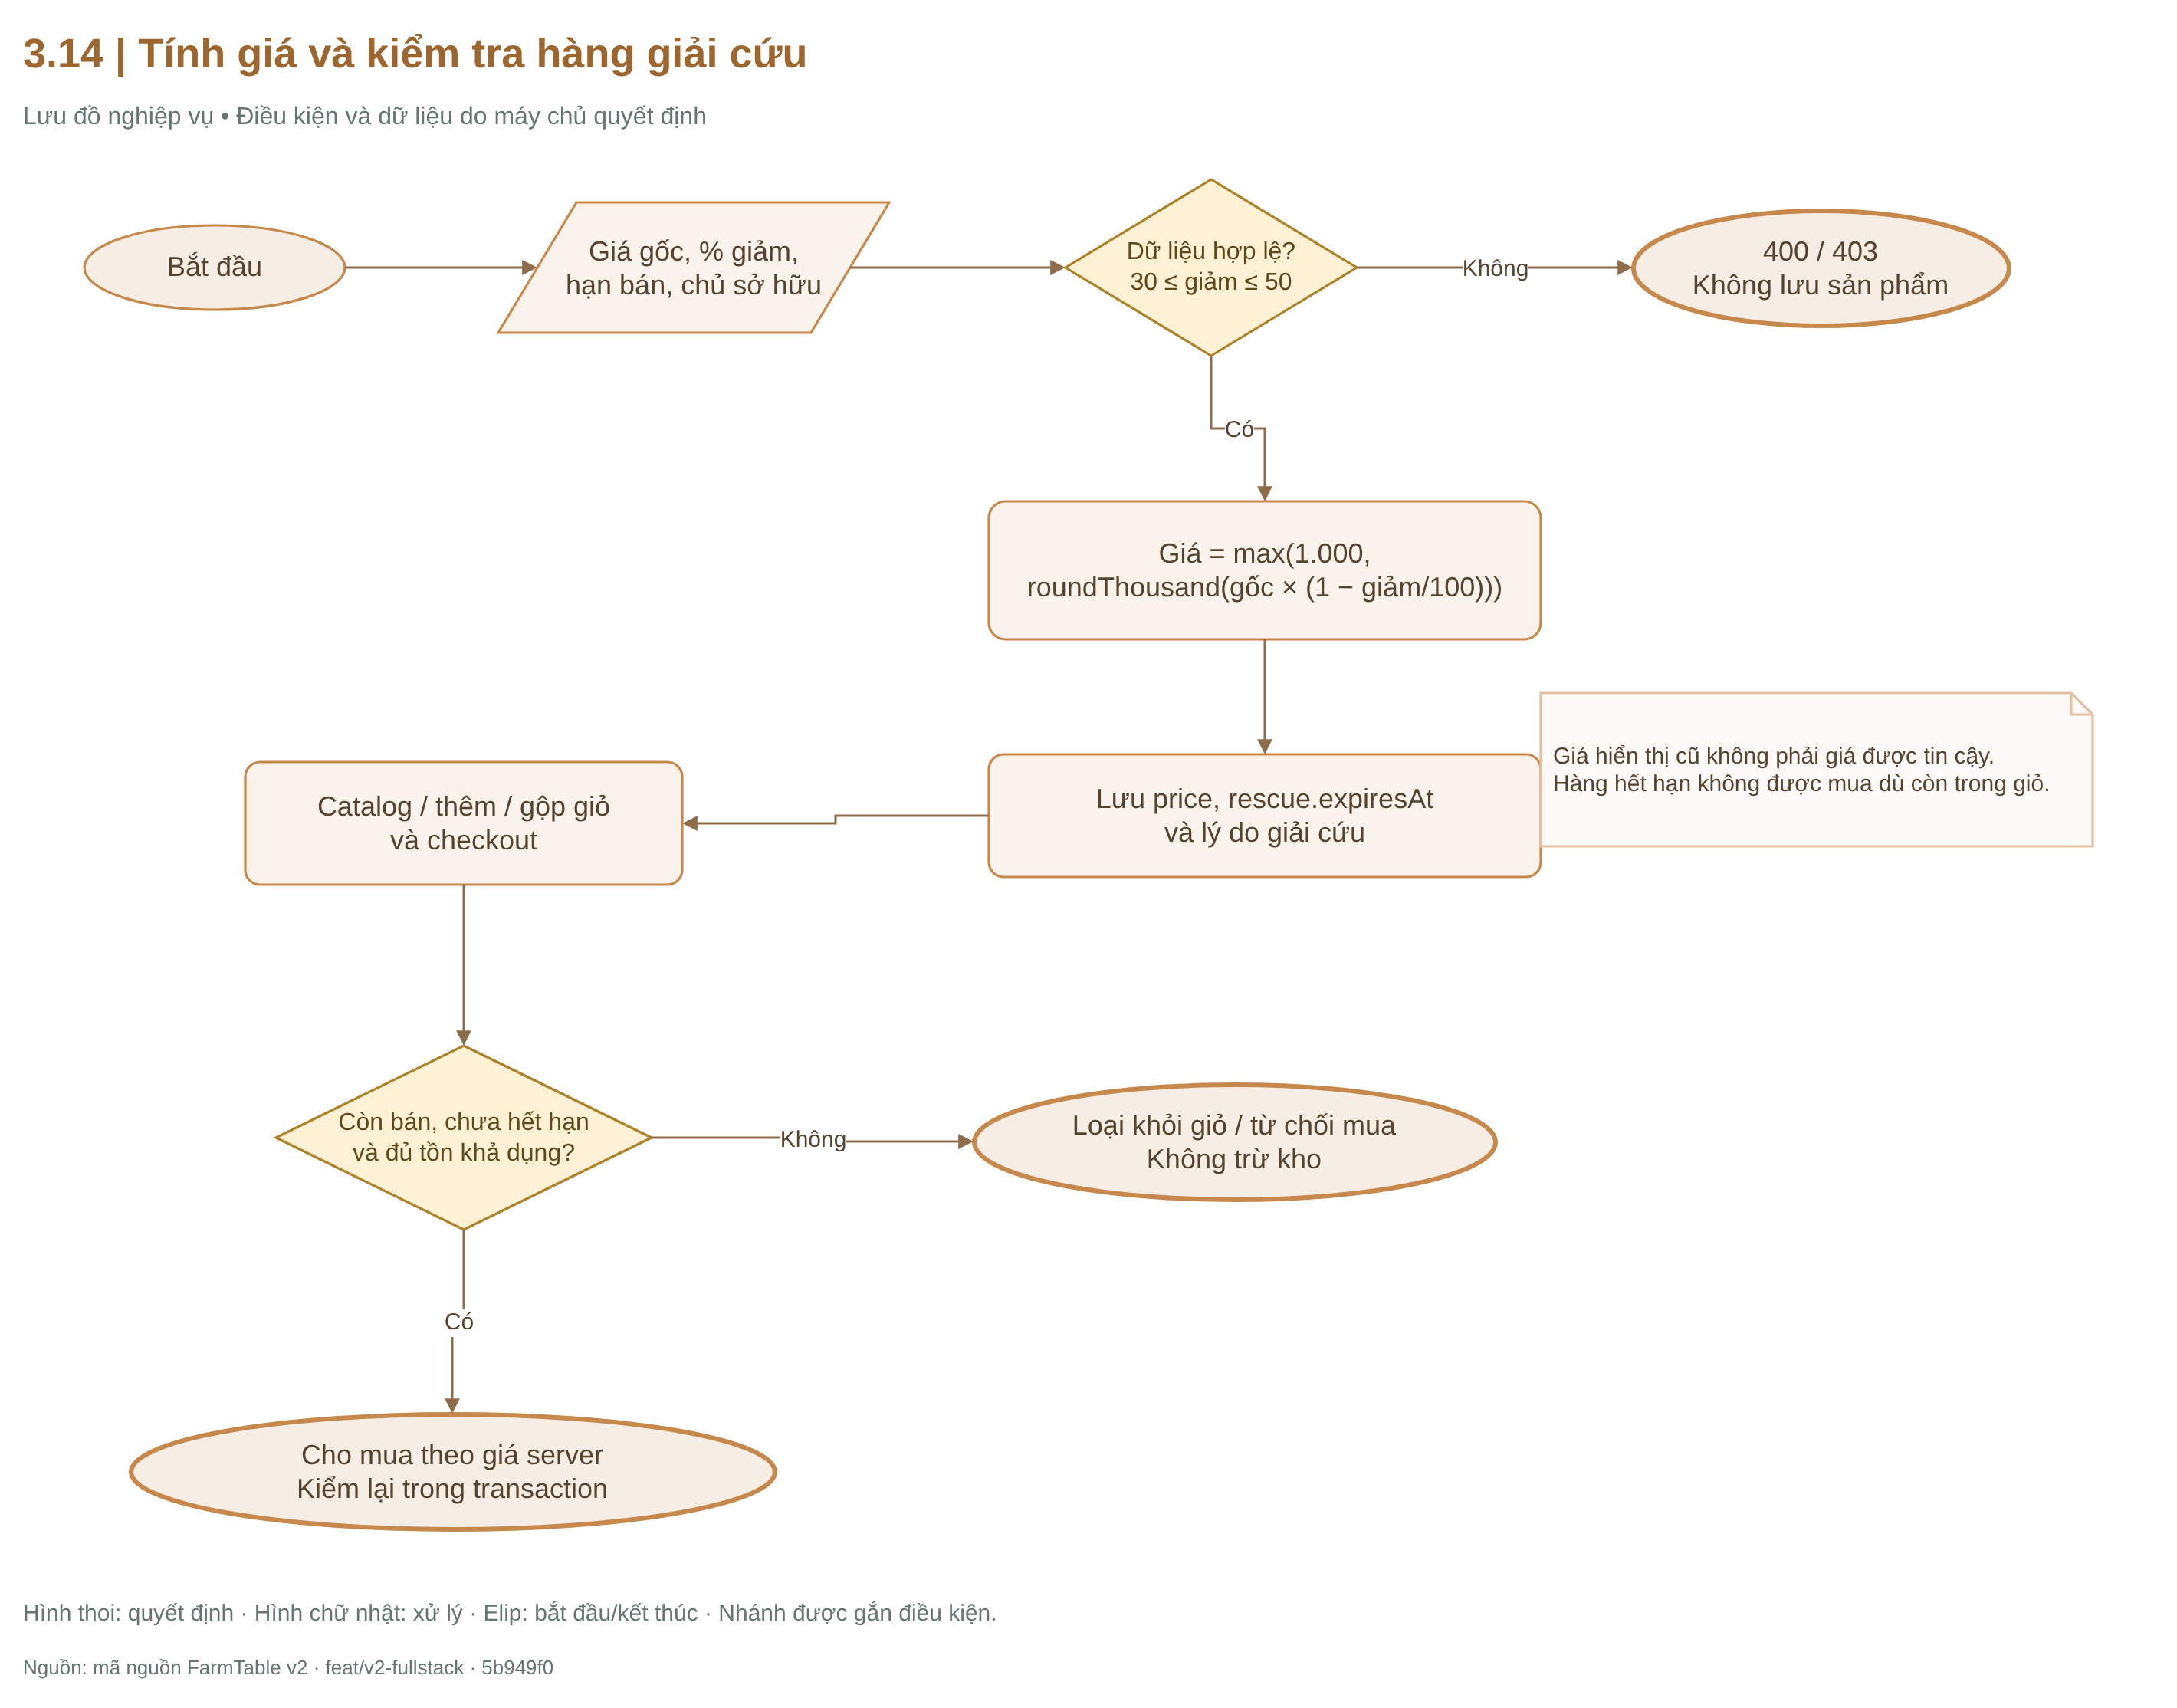 3.14 | Tính giá và kiểm tra hàng giải cứu
Lưu đồ nghiệp vụ • Điều kiện và dữ liệu do máy chủ quyết định
Bắt đầu
Giá gốc, % giảm,
hạn bán, chủ sở hữu
Dữ liệu hợp lệ?
30 ≤ giảm ≤ 50
Không
400 / 403
Không lưu sản phẩm
Có
Giá = max(1.000,
roundThousand(gốc × (1 − giảm/100)))
Giá hiển thị cũ không phải giá được tin cậy.
Hàng hết hạn không được mua dù còn trong giỏ.
Lưu price, rescue.expiresAt
và lý do giải cứu
Catalog / thêm / gộp giỏ
và checkout
Còn bán, chưa hết hạn
và đủ tồn khả dụng?
Không
Loại khỏi giỏ / từ chối mua
Không trừ kho
Có
Cho mua theo giá server
Kiểm lại trong transaction
Hình thoi: quyết định · Hình chữ nhật: xử lý · Elip: bắt đầu/kết thúc · Nhánh được gắn điều kiện.
Nguồn: mã nguồn FarmTable v2 · feat/v2-fullstack · 5b949f0